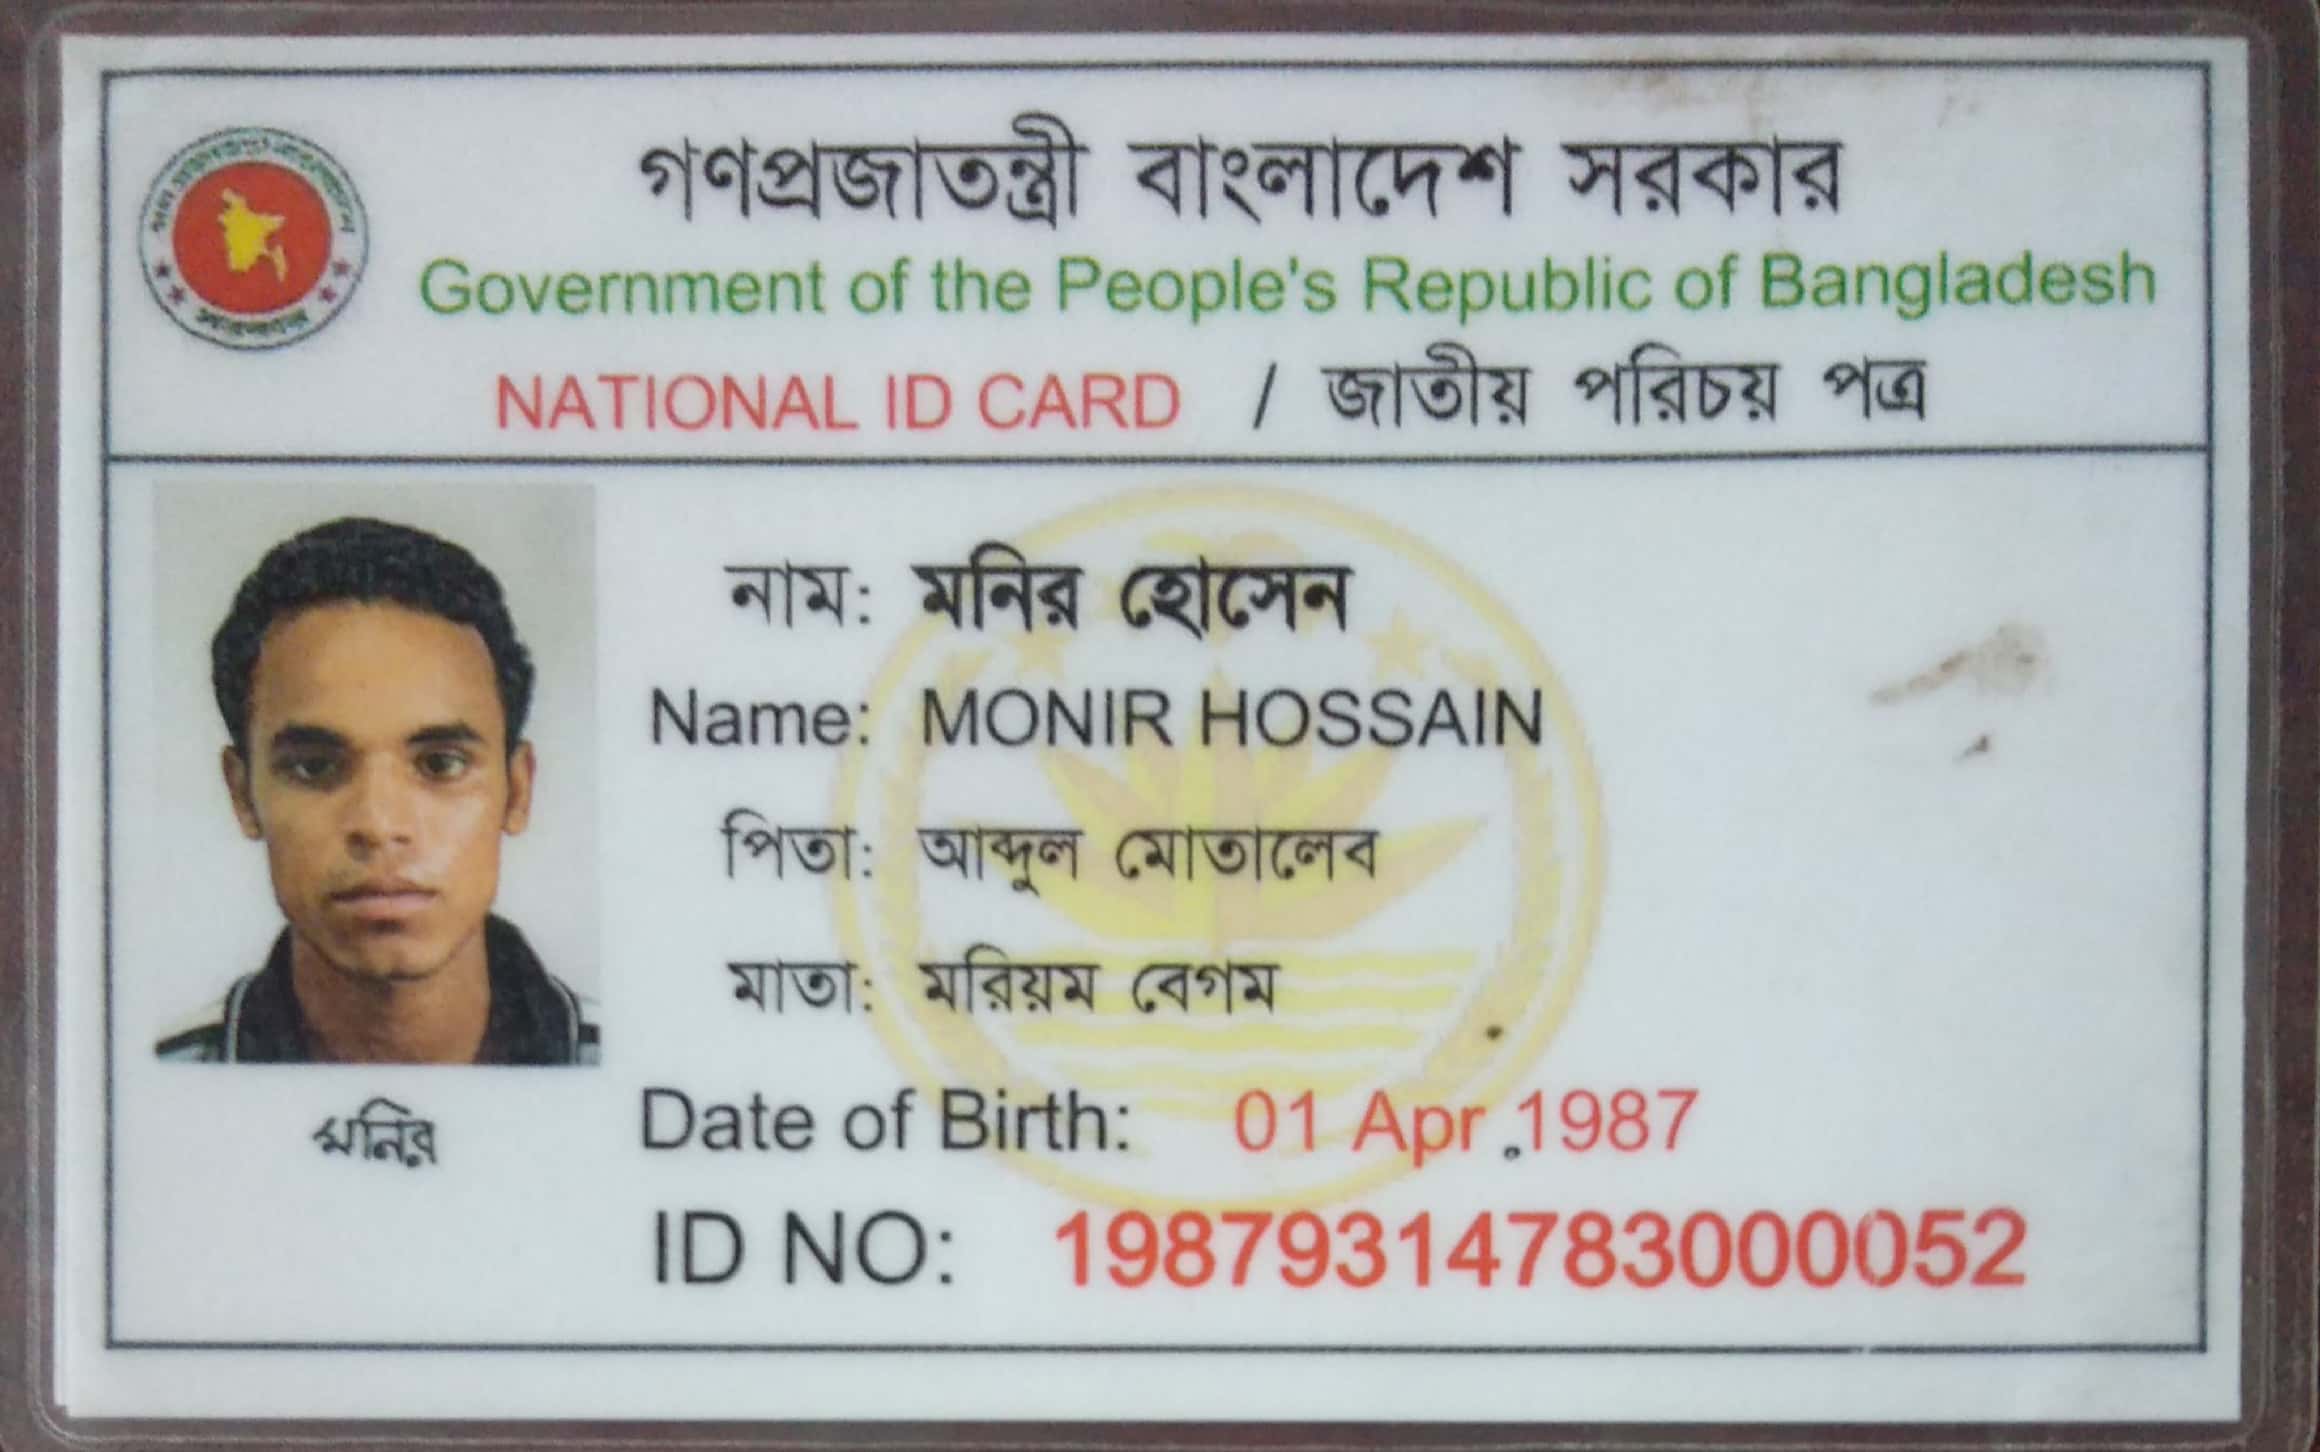 গণপ্রজাতন্ত্রী বাংলাদেশ সরকার
Government of the People's Republic of Bangladesh
NATIONAL ID CARD / জাতীয় পরিচয় পত্র
নাম: মনির হোসেন
Name: MONIR HOSSAIN
পিতা: আব্দুল মোতালেব
মাতা: মরিয়ম বেগম
মনির
Date of Birth: 01 Apr 1987
ID NO: 19879314783000052